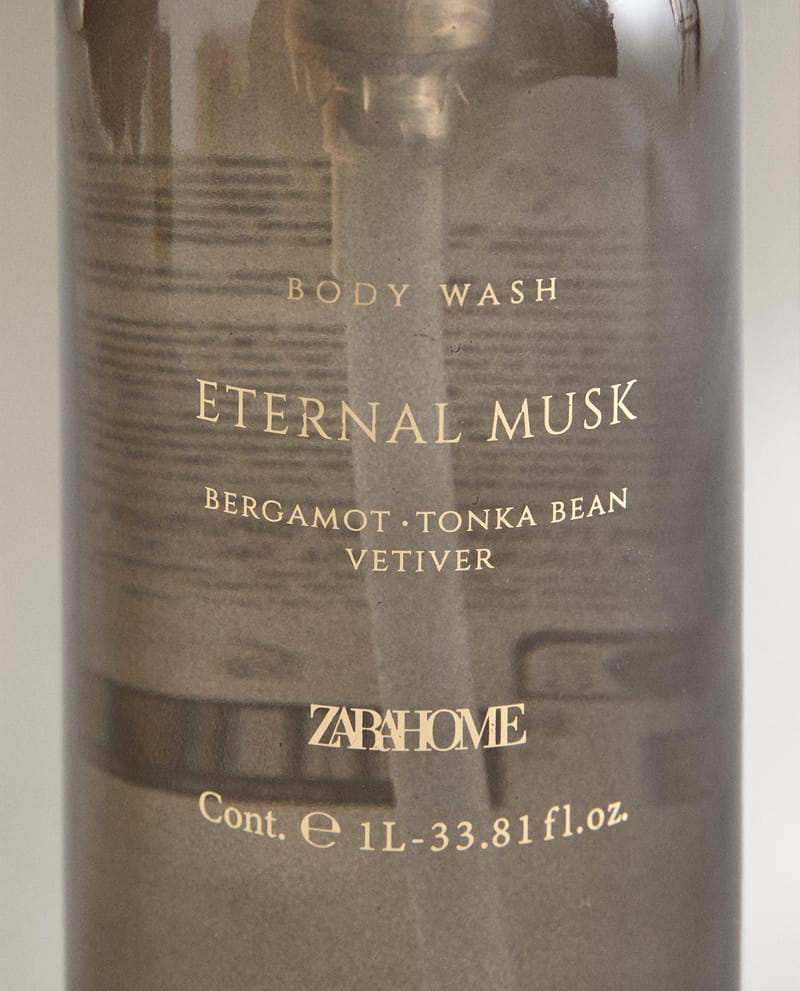 BODY WASH
ETERNAL MUSK
BERGAMOT · TONKA BEAN
VETIVER
ZARAHOME
Cont. ℮ 1L-33.81 fl.oz.